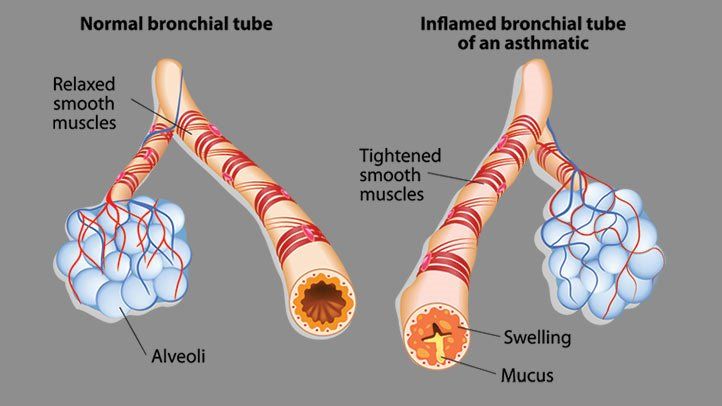 Normal bronchial tube
Relaxed
smooth
muscles
Alveoli
Inflamed bronchial tube
of an asthmatic
Tightened
smooth
muscles
Swelling
Mucus